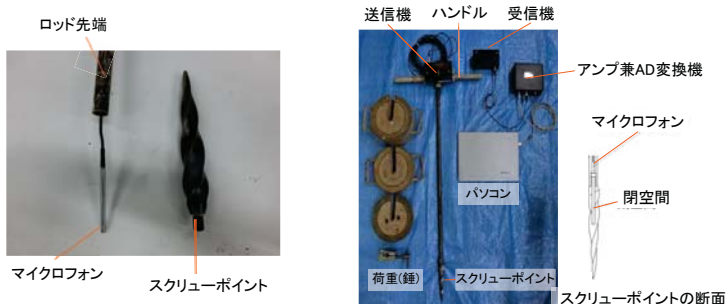 ロッド先端
マイクロフォン
スクリューポイント
送信機
ハンドル
受信機
アンプ兼AD変換機
パソコン
荷重(錘)
スクリューポイント
マイクロフォン
閉空間
スクリューポイントの断面